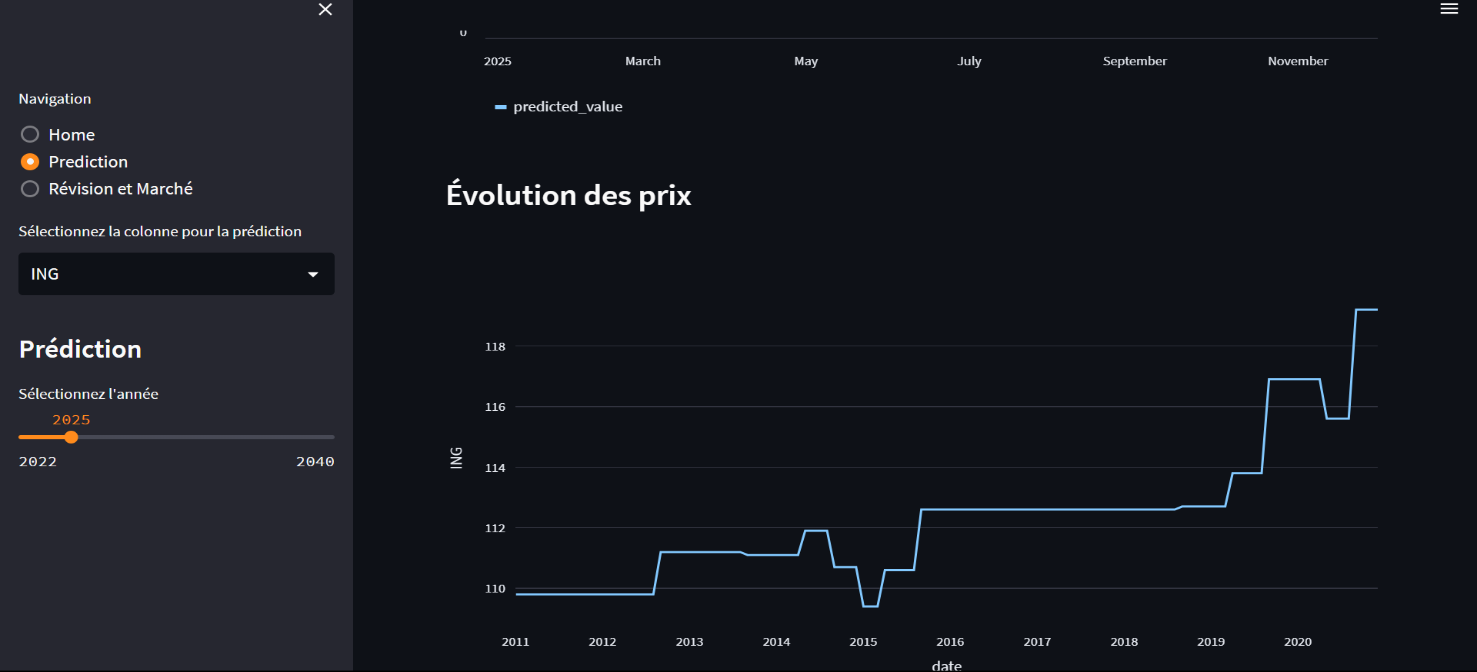 Navigation
Home
Prediction
Révision et Marché
Sélectionnez la colonne pour la prédiction
ING
Prédiction
Sélectionnez l'année
2025
2022 2040
0
2025 March May July September November
predicted_value
Évolution des prix
118
116
114
112
110
ING
2011 2012 2013 2014 2015 2016 2017 2018 2019 2020
date